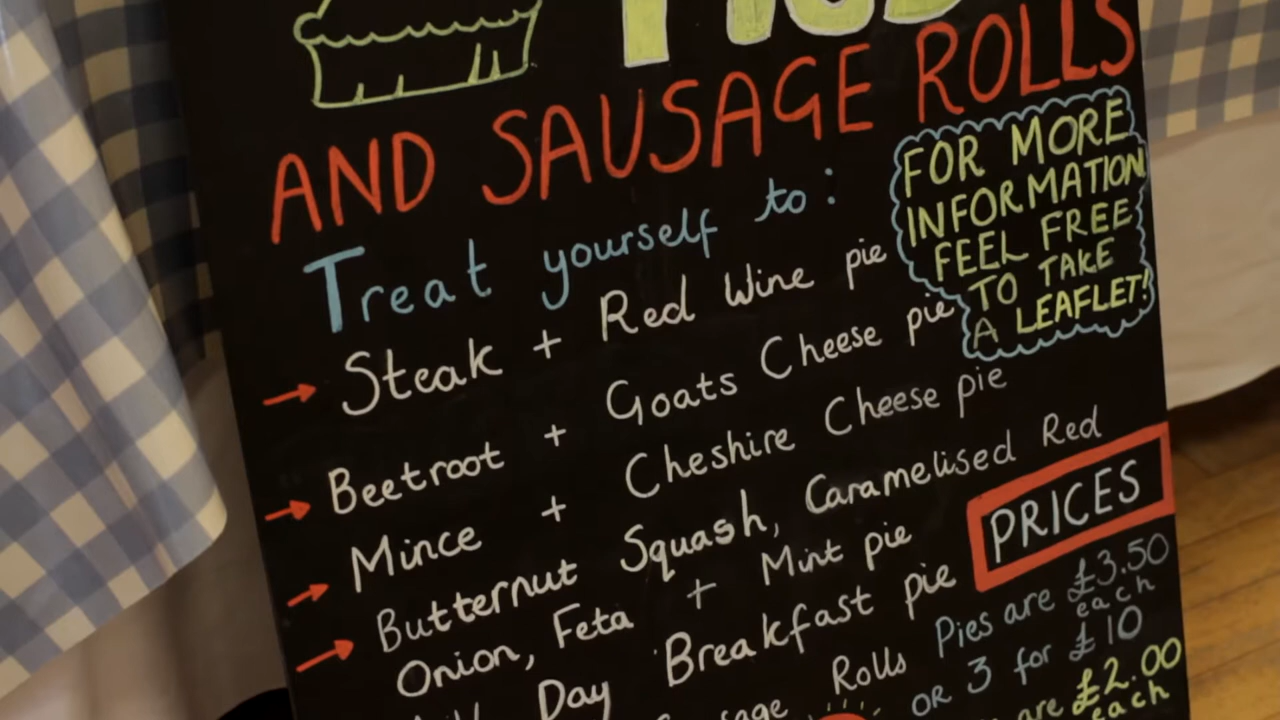 AND SAUSAGE ROLLS
Treat yourself to:
FOR MORE
INFORMATION
FEEL FREE
TO TAKE
A LEAFLET!
→ Steak + Red Wine pie
→ Beetroot + Goats Cheese pie
→ Mince + Cheshire Cheese pie
→ Butternut Squash, Caramelised Red
Onion, Feta + Mint pie
Day Breakfast pie
Rolls
PRICES
Pies are £3.50
each
OR 3 for £10
are £2.00
each